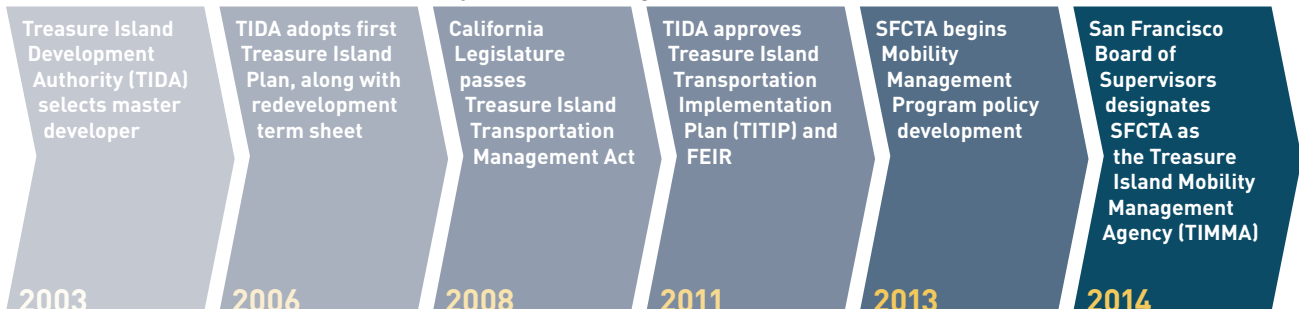 Treasure Island
Development
Authority (TIDA)
selects master
developer
2003
TIDA adopts first
Treasure Island
Plan, along with
redevelopment
term sheet
2006
California
Legislature
passes
Treasure Island
Transportation
Management Act
2008
TIDA approves
Treasure Island
Transportation
Implementation
Plan (TITIP) and
FEIR
2011
SFCTA begins
Mobility
Management
Program policy
development
2013
San Francisco
Board of
Supervisors
designates
SFCTA as
the Treasure
Island Mobility
Management
Agency (TIMMA)
2014